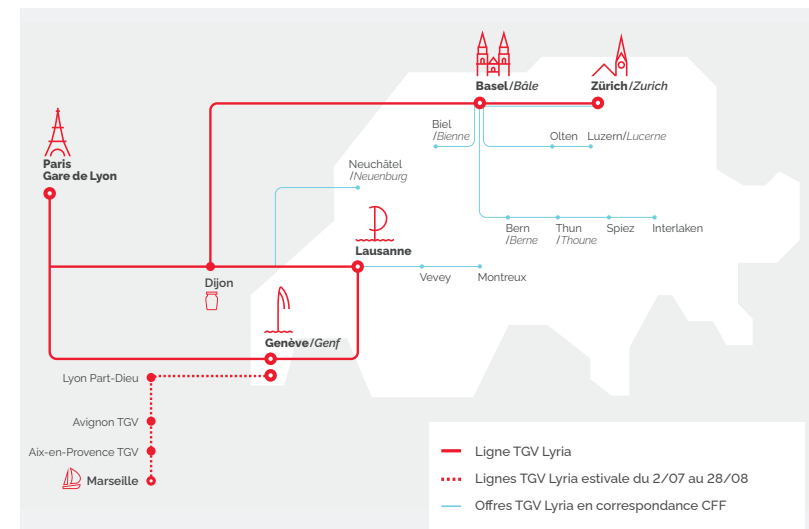 Basel/Bâle
Zürich/Zurich
Biel
/Bienne
Olten
Luzern/Lucerne
Paris
Gare de Lyon
Neuchâtel
/Neuenburg
Bern
/Berne
Thun
/Thoune
Spiez
Interlaken
Lausanne
Dijon
Vevey
Montreux
Genève/Genf
Lyon Part-Dieu
Avignon TGV
Aix-en-Provence TGV
Marseille
Ligne TGV Lyria
Lignes TGV Lyria estivale du 2/07 au 28/08
Offres TGV Lyria en correspondance CFF